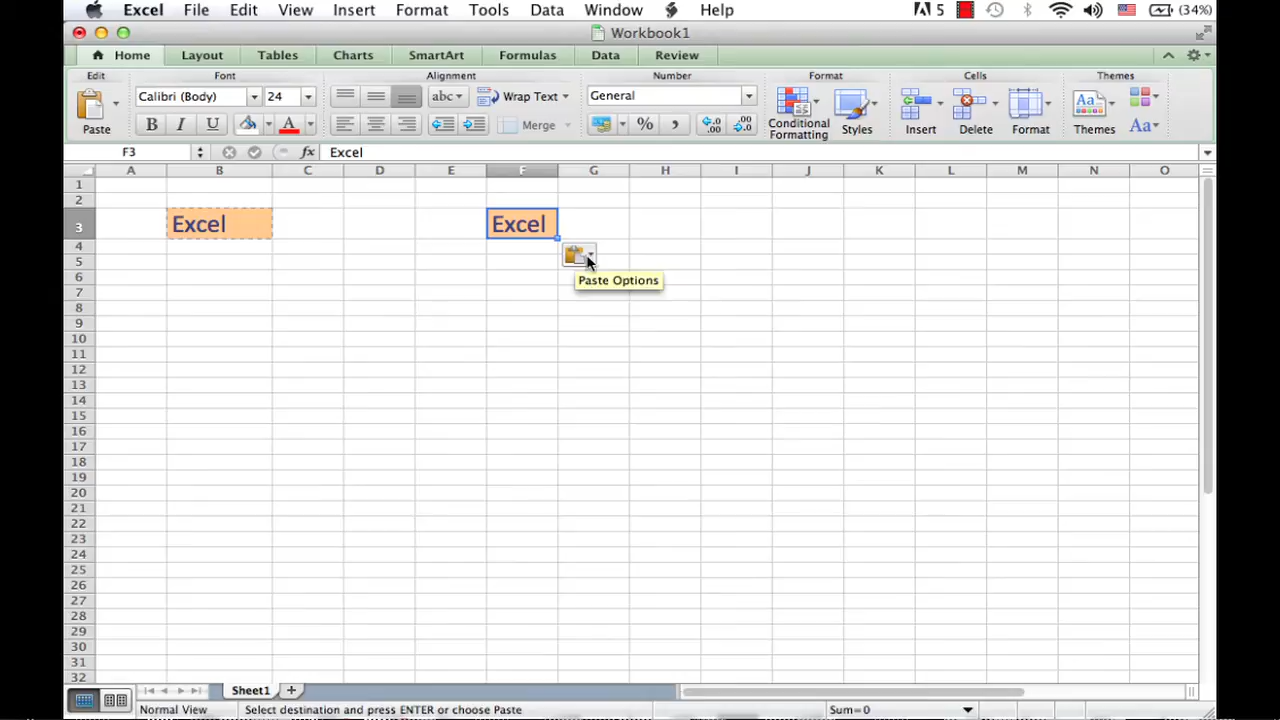 Excel File Edit View Insert Format Tools Data Window Help 5 (34%)
Workbook1
Home Layout Tables Charts SmartArt Formulas Data Review
Edit Font Alignment Number Format Cells Themes
Calibri (Body) 24 abc Wrap Text General
Paste B I U A Merge % , .0 .00 .00 .0 Conditional Formatting Styles Insert Delete Format Aa Themes Aa
F3 fx Excel
A B C D E F G H I J K L M N O
1
2
3 Excel Excel
4
5
6 Paste Options
7
8
9
10
11
12
13
14
15
16
17
18
19
20
21
22
23
24
25
26
27
28
29
30
31
32
Sheet1
Normal View Select destination and press ENTER or choose Paste Sum=0